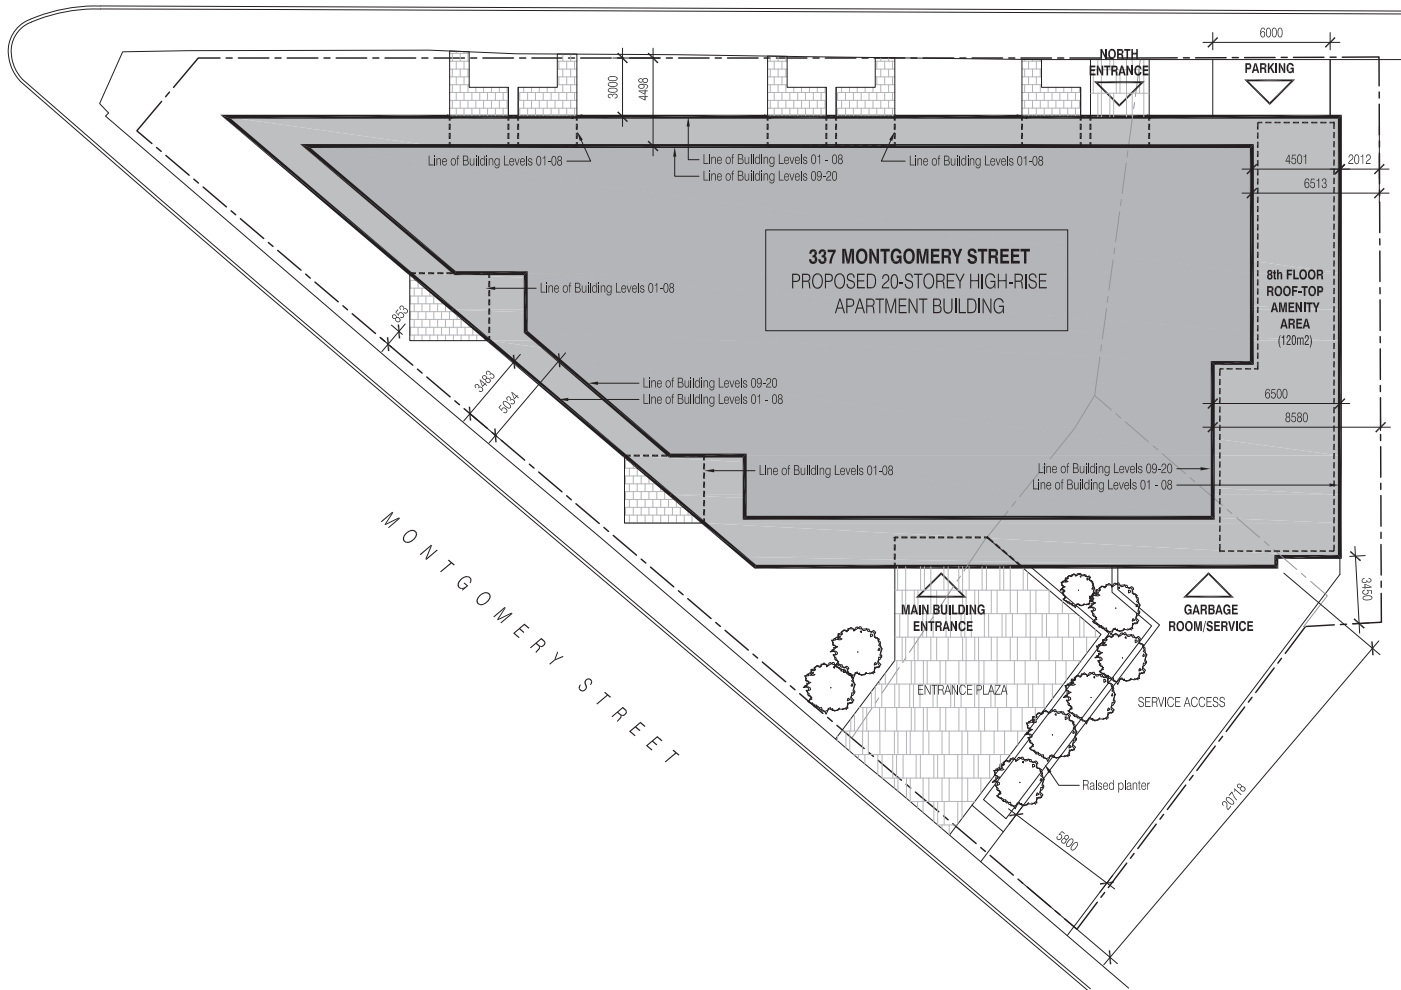 6000
NORTH
ENTRANCE
PARKING
3000
4498
Line of Building Levels 01-08
Line of Building Levels 01 - 08
Line of Building Levels 09-20
Line of Building Levels 01-08
4501
2012
6513
337 MONTGOMERY STREET
PROPOSED 20-STOREY HIGH-RISE
APARTMENT BUILDING
8th FLOOR
ROOF-TOP
AMENITY
AREA
(120m2)
Line of Building Levels 01-08
853
3483
5034
Line of Building Levels 09-20
Line of Building Levels 01 - 08
6500
8580
Line of Building Levels 01-08
Line of Building Levels 09-20
Line of Building Levels 01 - 08
MONTGOMERY STREET
MAIN BUILDING
ENTRANCE
GARBAGE
ROOM/SERVICE
3450
ENTRANCE PLAZA
SERVICE ACCESS
Raised planter
20718
5800